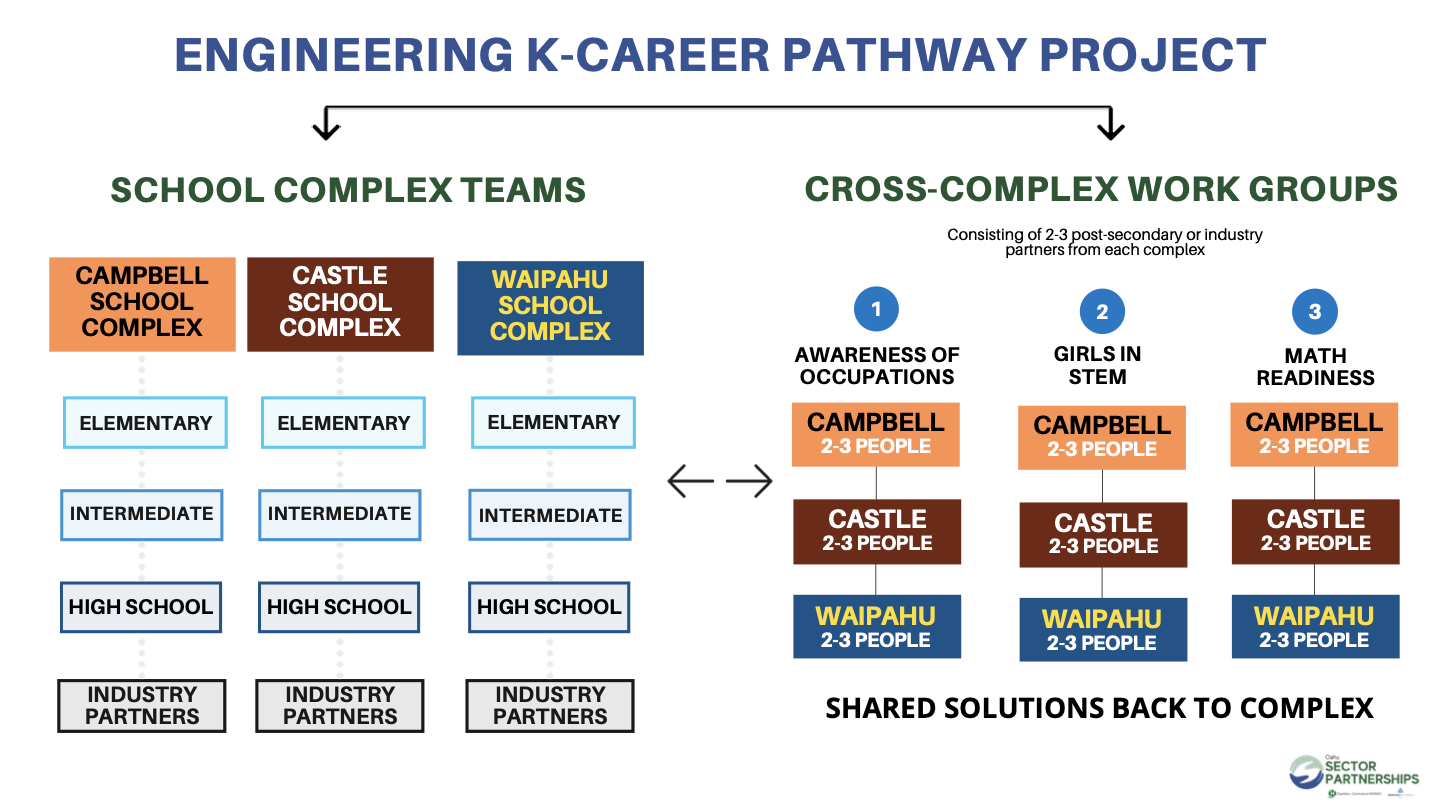 ENGINEERING K-CAREER PATHWAY PROJECT
SCHOOL COMPLEX TEAMS
CAMPBELL
SCHOOL
COMPLEX
ELEMENTARY
INTERMEDIATE
HIGH SCHOOL
INDUSTRY
PARTNERS
CASTLE
SCHOOL
COMPLEX
ELEMENTARY
INTERMEDIATE
HIGH SCHOOL
INDUSTRY
PARTNERS
WAIPAHU
SCHOOL
COMPLEX
ELEMENTARY
INTERMEDIATE
HIGH SCHOOL
INDUSTRY
PARTNERS
CROSS-COMPLEX WORK GROUPS
Consisting of 2-3 post-secondary or industry
partners from each complex
1
AWARENESS OF
OCCUPATIONS
CAMPBELL
2-3 PEOPLE
CASTLE
2-3 PEOPLE
WAIPAHU
2-3 PEOPLE
2
GIRLS IN
STEM
CAMPBELL
2-3 PEOPLE
CASTLE
2-3 PEOPLE
WAIPAHU
2-3 PEOPLE
3
MATH
READINESS
CAMPBELL
2-3 PEOPLE
CASTLE
2-3 PEOPLE
WAIPAHU
2-3 PEOPLE
SHARED SOLUTIONS BACK TO COMPLEX
Oahu
SECTOR
PARTNERSHIPS